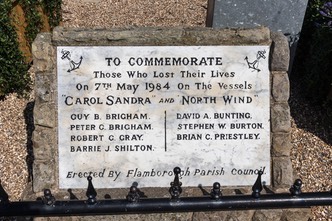 TO COMMEMORATE
Those Who Lost Their Lives
On 7th May 1984 On The Vessels
"CAROL SANDRA" AND "NORTH WIND"
GUY B. BRIGHAM.
PETER G. BRIGHAM.
ROBERT C. GRAY.
BARRIE J. SHILTON.
DAVID A. BUNTING.
STEPHEN W. BURTON.
BRIAN C. PRIESTLEY.
Erected By Flamborough Parish Council